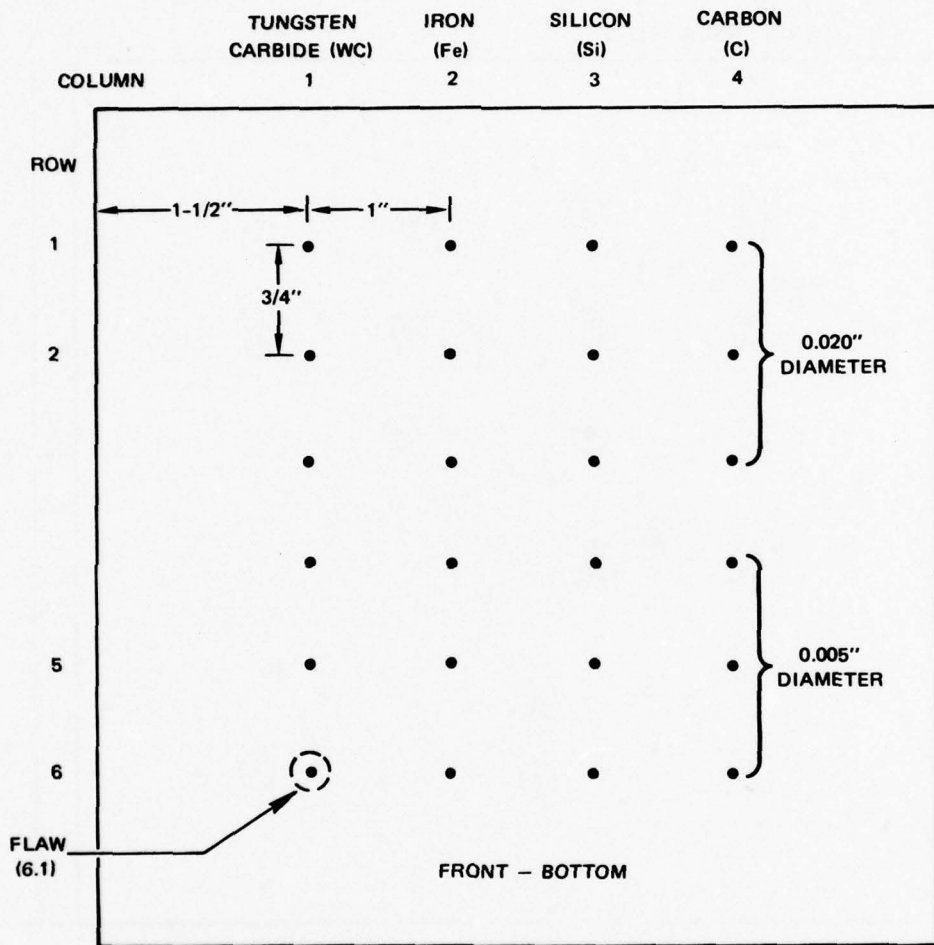 TUNGSTEN IRON SILICON CARBON
CARBIDE (WC) (Fe) (Si) (C)
COLUMN 1 2 3 4
ROW
1-1/2" 1"
1
3/4"
2
0.020"
DIAMETER
5
0.005"
DIAMETER
6
FLAW
(6.1)
FRONT – BOTTOM